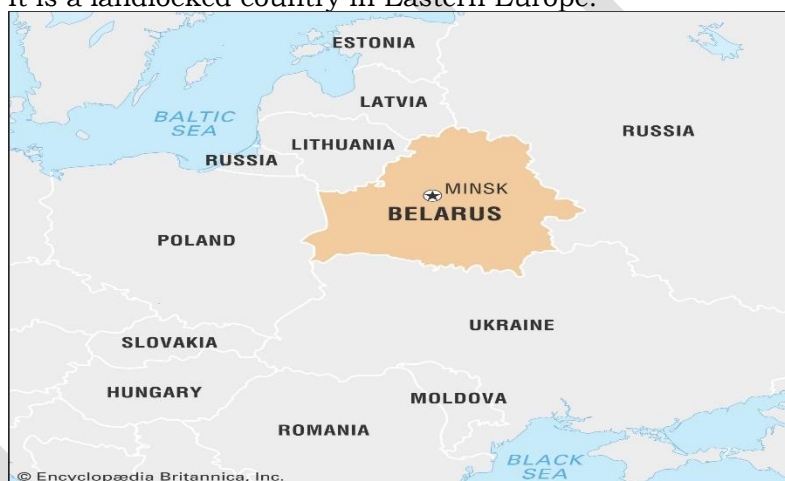 it is a landlocked country in Eastern Europe.
ESTONIA
LATVIA
BALTIC
SEA
LITHUANIA
RUSSIA
RUSSIA
MINSK
BELARUS
POLAND
UKRAINE
SLOVAKIA
HUNGARY
MOLDOVA
ROMANIA
BLACK
SEA
© Encyclopædia Britannica, Inc.